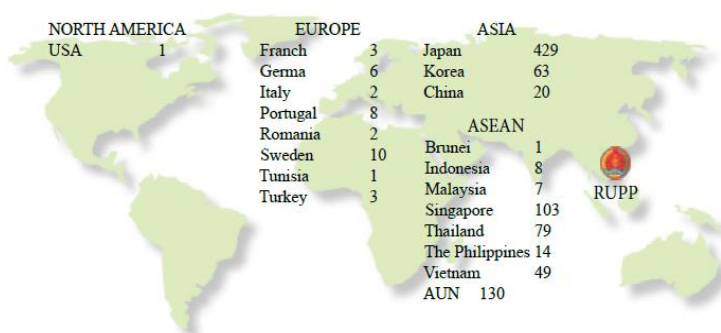 NORTH AMERICA
USA 1
EUROPE
Franch 3
Germa 6
Italy 2
Portugal 8
Romania 2
Sweden 10
Tunisia 1
Turkey 3
ASIA
Japan 429
Korea 63
China 20
ASEAN
Brunei 1
Indonesia 8
Malaysia 7
Singapore 103
Thailand 79
The Philippines 14
Vietnam 49
AUN 130
RUPP